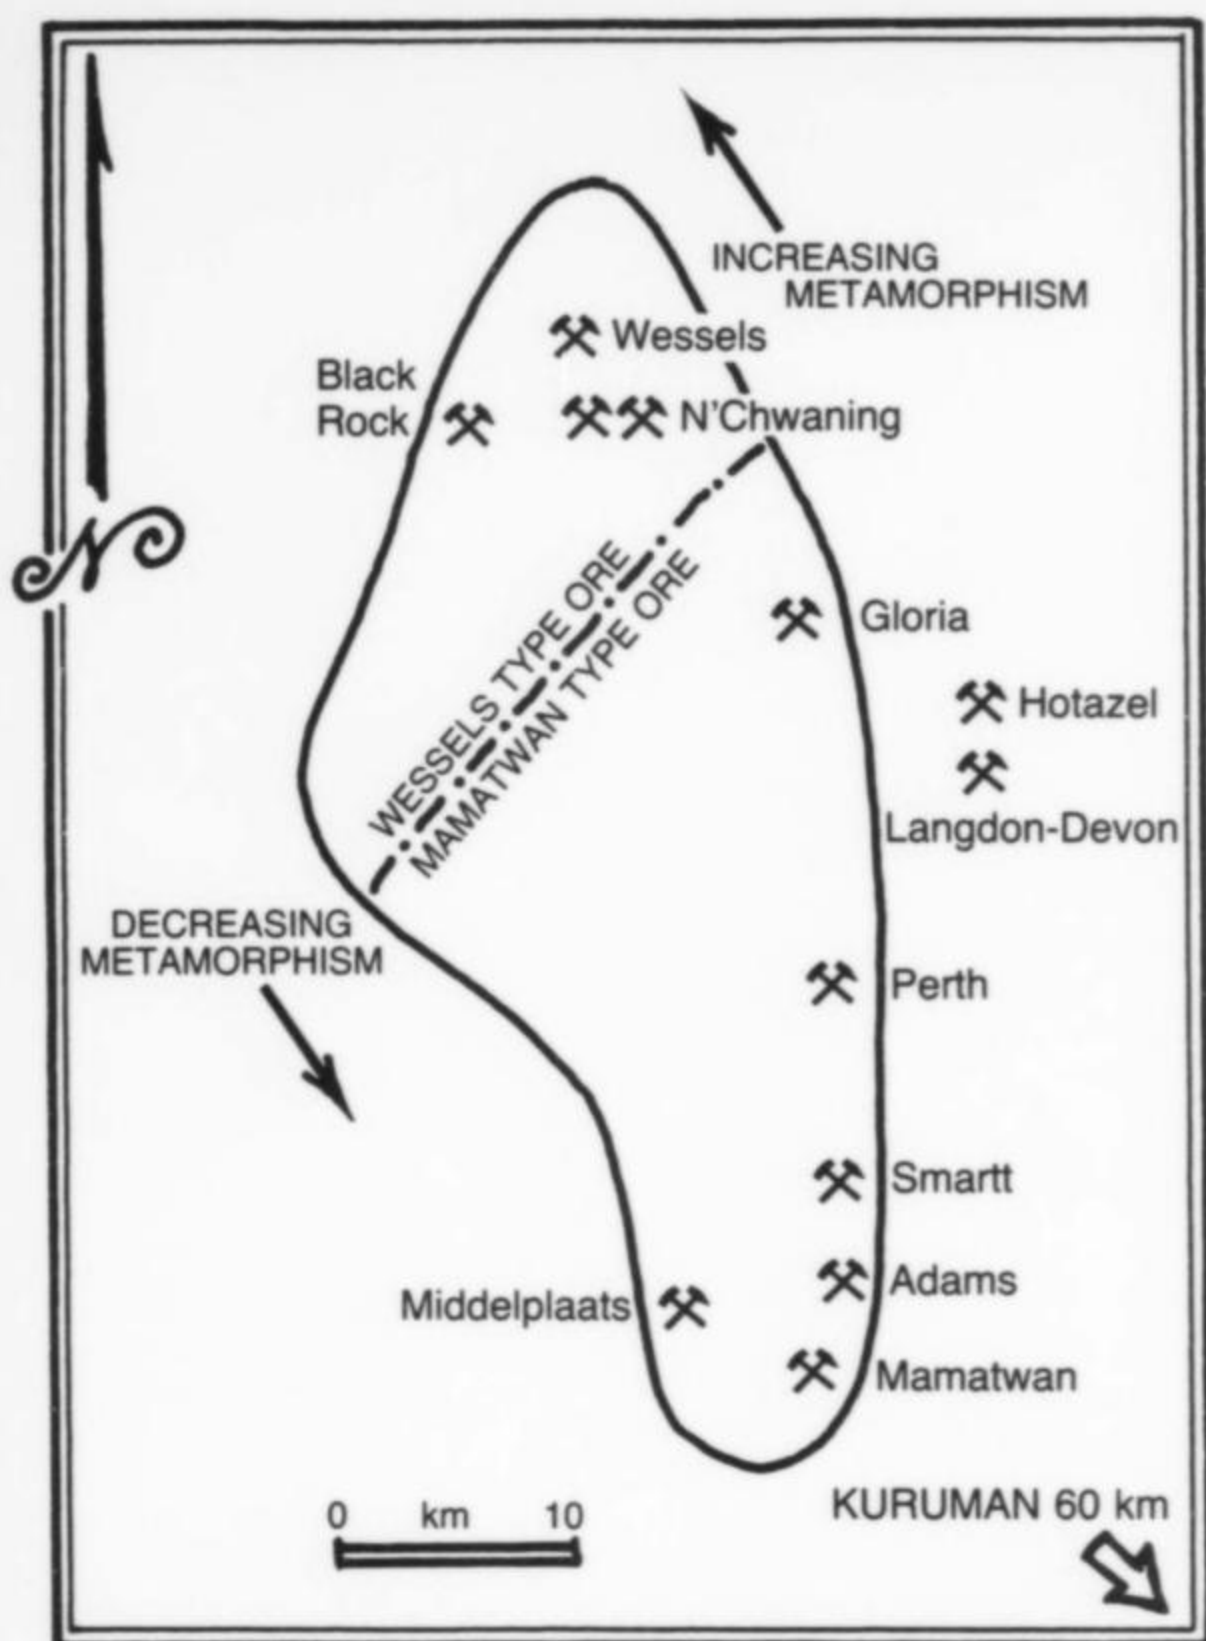 INCREASING
METAMORPHISM
Wessels
Black
Rock
N'Chwaning
WESSELS TYPE ORE
MAMATWAN TYPE ORE
Gloria
Hotazel
Langdon-Devon
DECREASING
METAMORPHISM
Perth
Smartt
Adams
Middelplaats
Mamatwan
0 km 10
KURUMAN 60 km
N